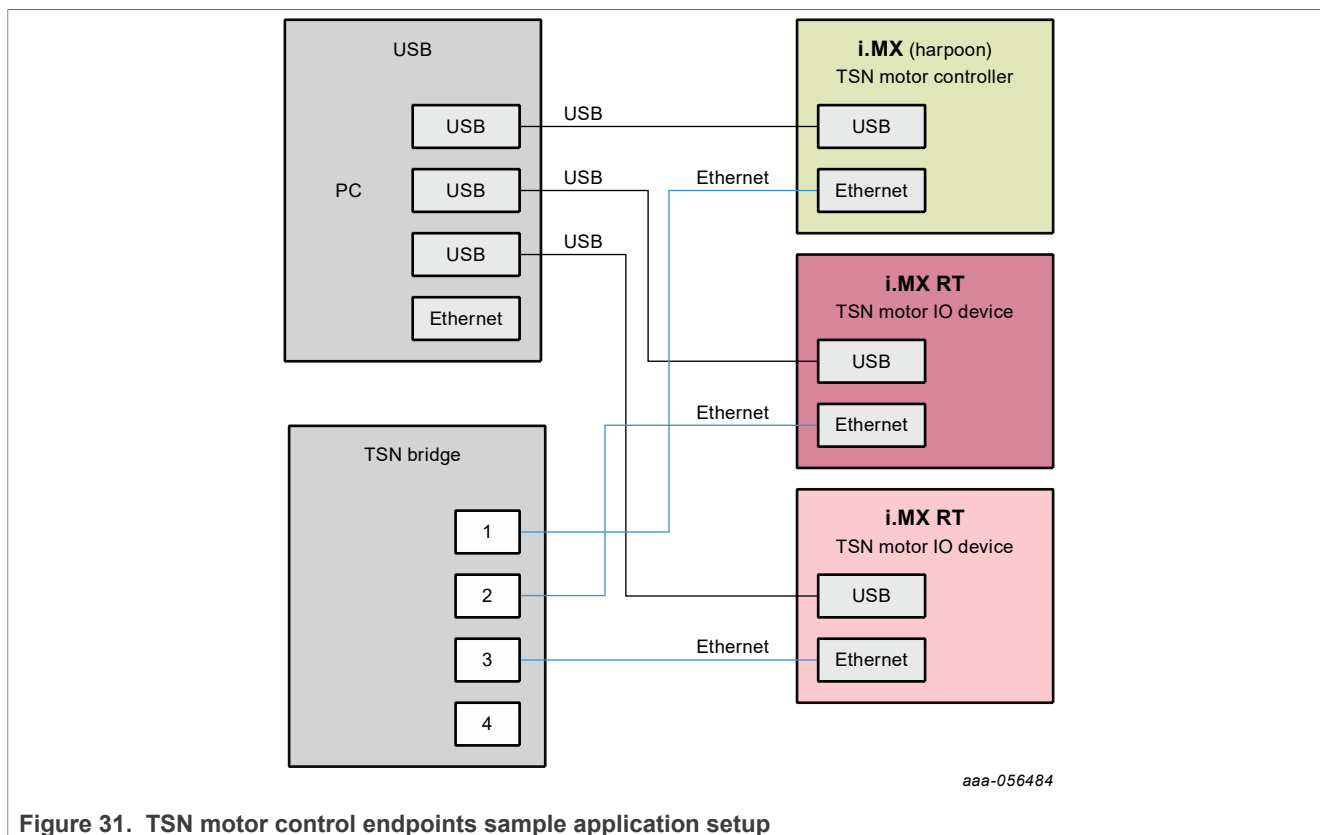 USB
PC
USB
USB
USB
Ethernet
USB
USB
USB
Ethernet
Ethernet
Ethernet
TSN bridge
1
2
3
4
i.MX (harpoon)
TSN motor controller
USB
Ethernet
i.MX RT
TSN motor IO device
USB
Ethernet
i.MX RT
TSN motor IO device
USB
Ethernet
aaa-056484
Figure 31. TSN motor control endpoints sample application setup